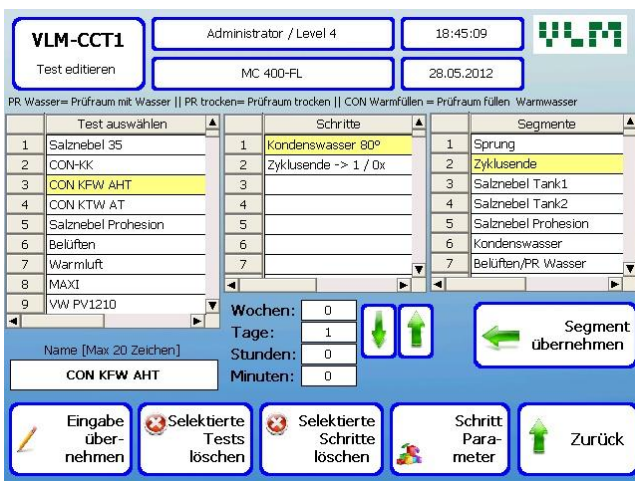 VLM-CCT1
Test editieren
Administrator / Level 4
18:45:09
VLM
MC 400-FL
28.05.2012
PR Wasser= Prüfraum mit Wasser || PR trocken= Prüfraum trocken || CON Warmfüllen = Prüfraum füllen Warmwasser
Test auswählen
1 Salznebel 35
2 CON-KK
3 CON KFW AHT
4 CON KTW AT
5 Salznebel Prohesion
6 Belüften
7 Warmluft
8 MAXI
9 VW PV1210
Schritte
1 Kondenswasser 80°
2 Zyklusende -> 1 / 0x
3
4
5
6
7
Segmente
1 Sprung
2 Zyklusende
3 Salznebel Tank1
4 Salznebel Tank2
5 Salznebel Prohesion
6 Kondenswasser
7 Belüften/PR Wasser
Name [Max 20 Zeichen]
CON KFW AHT
Wochen: 0
Tage: 1
Stunden: 0
Minuten: 0
Segment
übernehmen
Eingabe
über-
nehmen
Selektierte
Tests
löschen
Selektierte
Schritte
löschen
Schritt
Para-
meter
Zurück